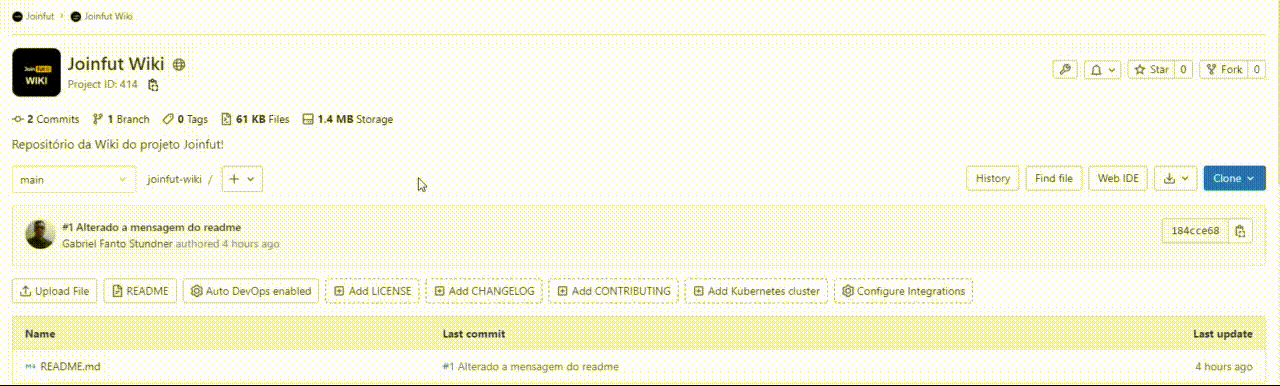 Joinfut > Joinfut Wiki
JoinFut
WIKI
Joinfut Wiki
Project ID: 414
Star 0
Fork 0
2 Commits 1 Branch 0 Tags 61 KB Files 1.4 MB Storage
Repositório da Wiki do projeto Joinfut!
main
joinfut-wiki / +
History Find file Web IDE Clone
#1 Alterado a mensagem do readme
Gabriel Fanto Stundner authored 4 hours ago
184cce68
Upload File README Auto DevOps enabled Add LICENSE Add CHANGELOG Add CONTRIBUTING Add Kubernetes cluster Configure Integrations
Name Last commit Last update
README.md #1 Alterado a mensagem do readme 4 hours ago